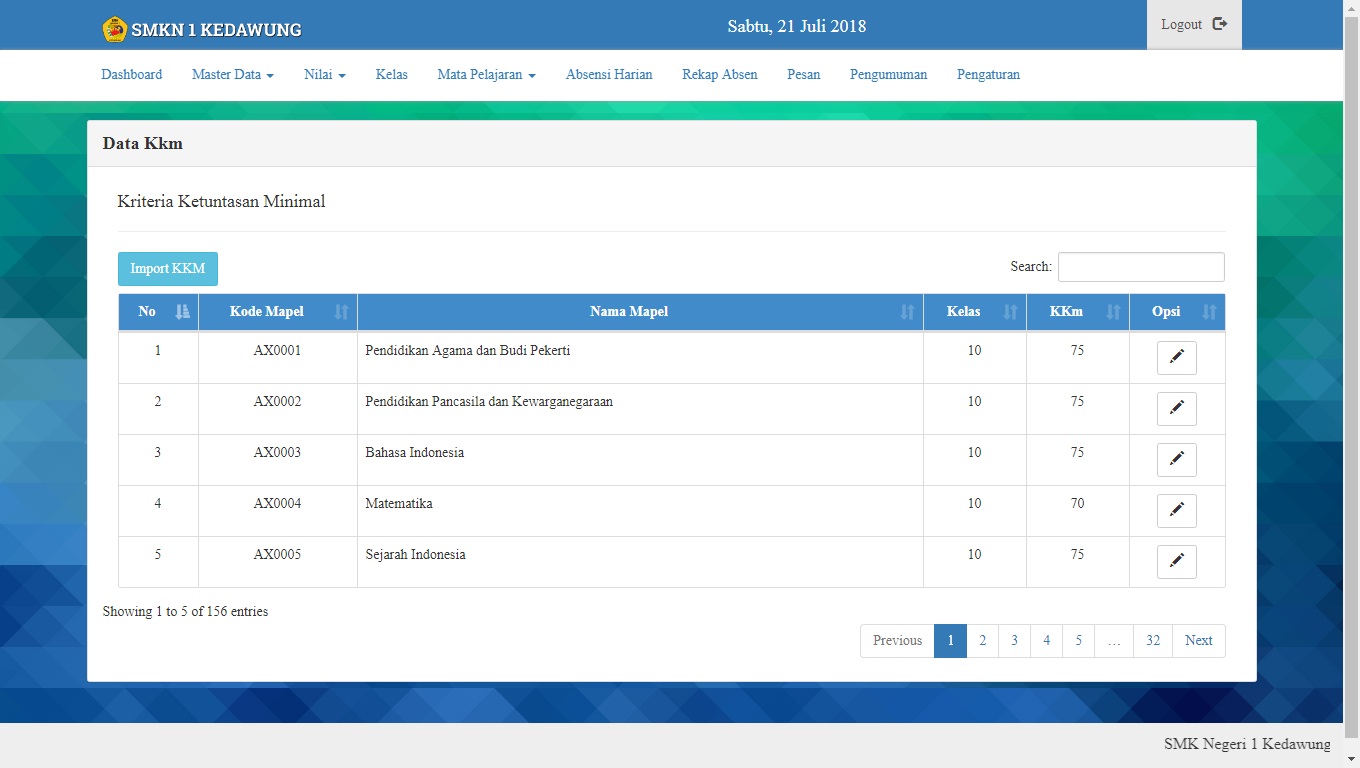 SMKN 1 KEDAWUNG Sabtu, 21 Juli 2018 Logout
Dashboard Master Data Nilai Kelas Mata Pelajaran Absensi Harian Rekap Absen Pesan Pengumuman Pengaturan
Data Kkm
Kriteria Ketuntasan Minimal
Import KKM Search:
No Kode Mapel Nama Mapel Kelas KKm Opsi
1 AX0001 Pendidikan Agama dan Budi Pekerti 10 75
2 AX0002 Pendidikan Pancasila dan Kewarganegaraan 10 75
3 AX0003 Bahasa Indonesia 10 75
4 AX0004 Matematika 10 70
5 AX0005 Sejarah Indonesia 10 75
Showing 1 to 5 of 156 entries
Previous 1 2 3 4 5 … 32 Next
SMK Negeri 1 Kedawung